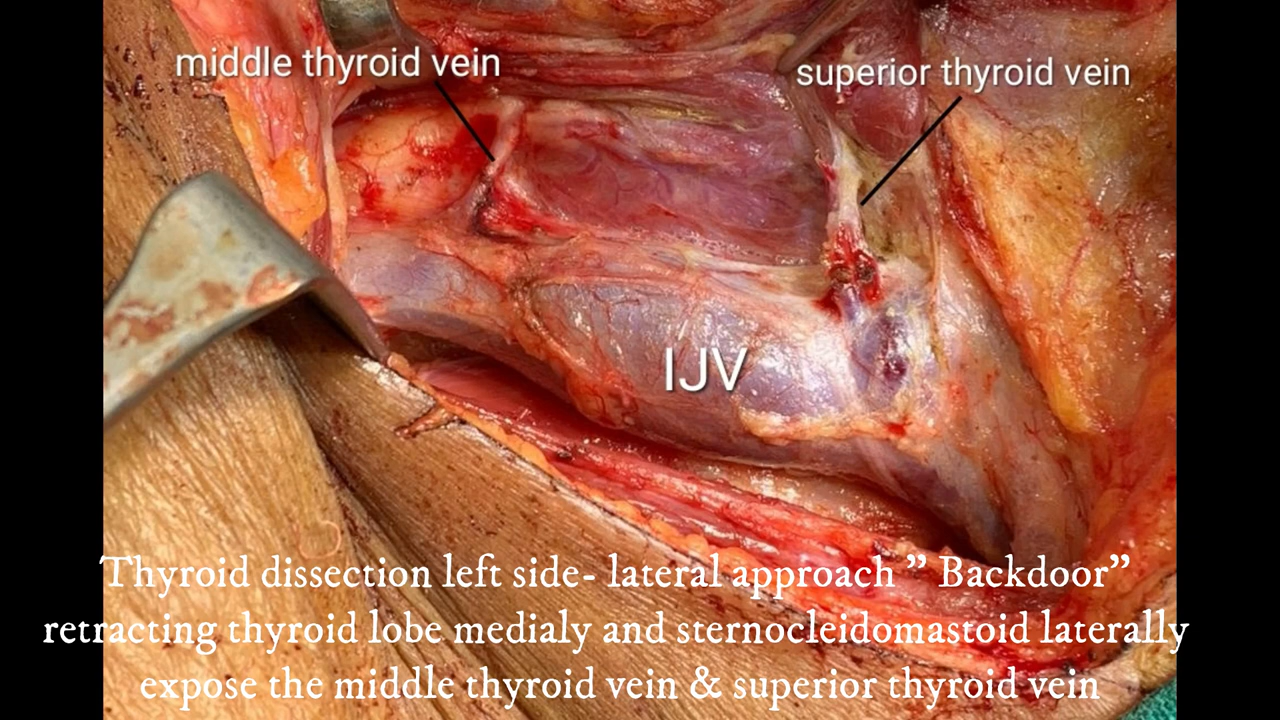 middle thyroid vein
superior thyroid vein
IJV
Thyroid dissection left side- lateral approach ” Backdoor”
retracting thyroid lobe medialy and sternocleidomastoid laterally
expose the middle thyroid vein & superior thyroid vein